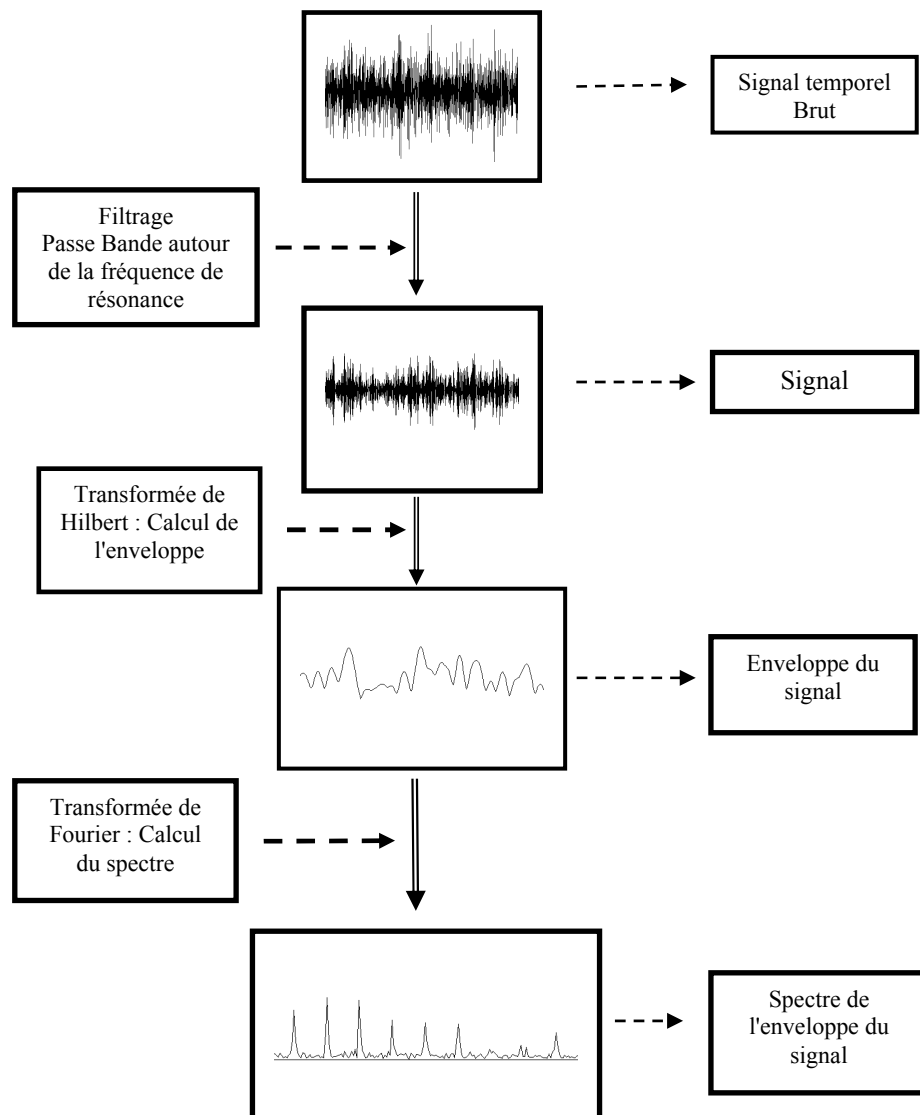 Signal temporel
Brut
Filtrage
Passe Bande autour
de la fréquence de
résonance
Signal
Transformée de
Hilbert : Calcul de
l'enveloppe
Enveloppe du
signal
Transformée de
Fourier : Calcul
du spectre
Spectre de
l'enveloppe du
signal